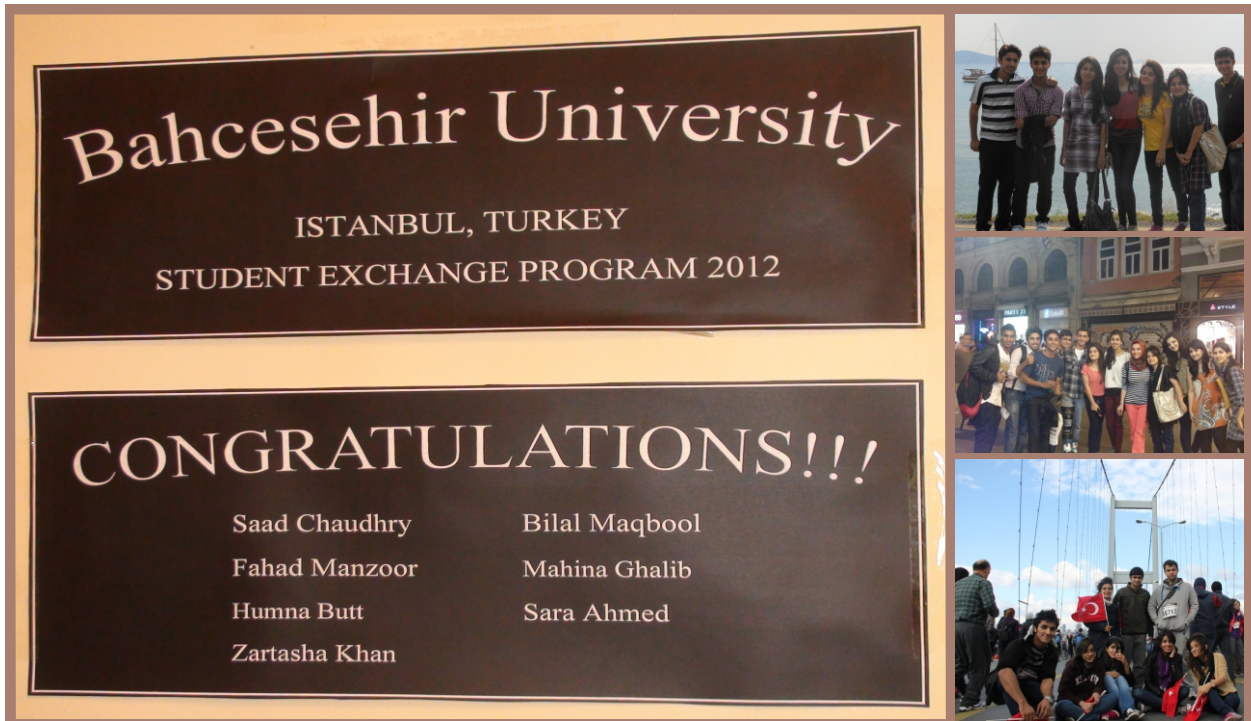 Bahcesehir University
ISTANBUL, TURKEY
STUDENT EXCHANGE PROGRAM 2012
CONGRATULATIONS!!!
Saad Chaudhry
Bilal Maqbool
Fahad Manzoor
Mahina Ghalib
Humna Butt
Sara Ahmed
Zartasha Khan
STYLE